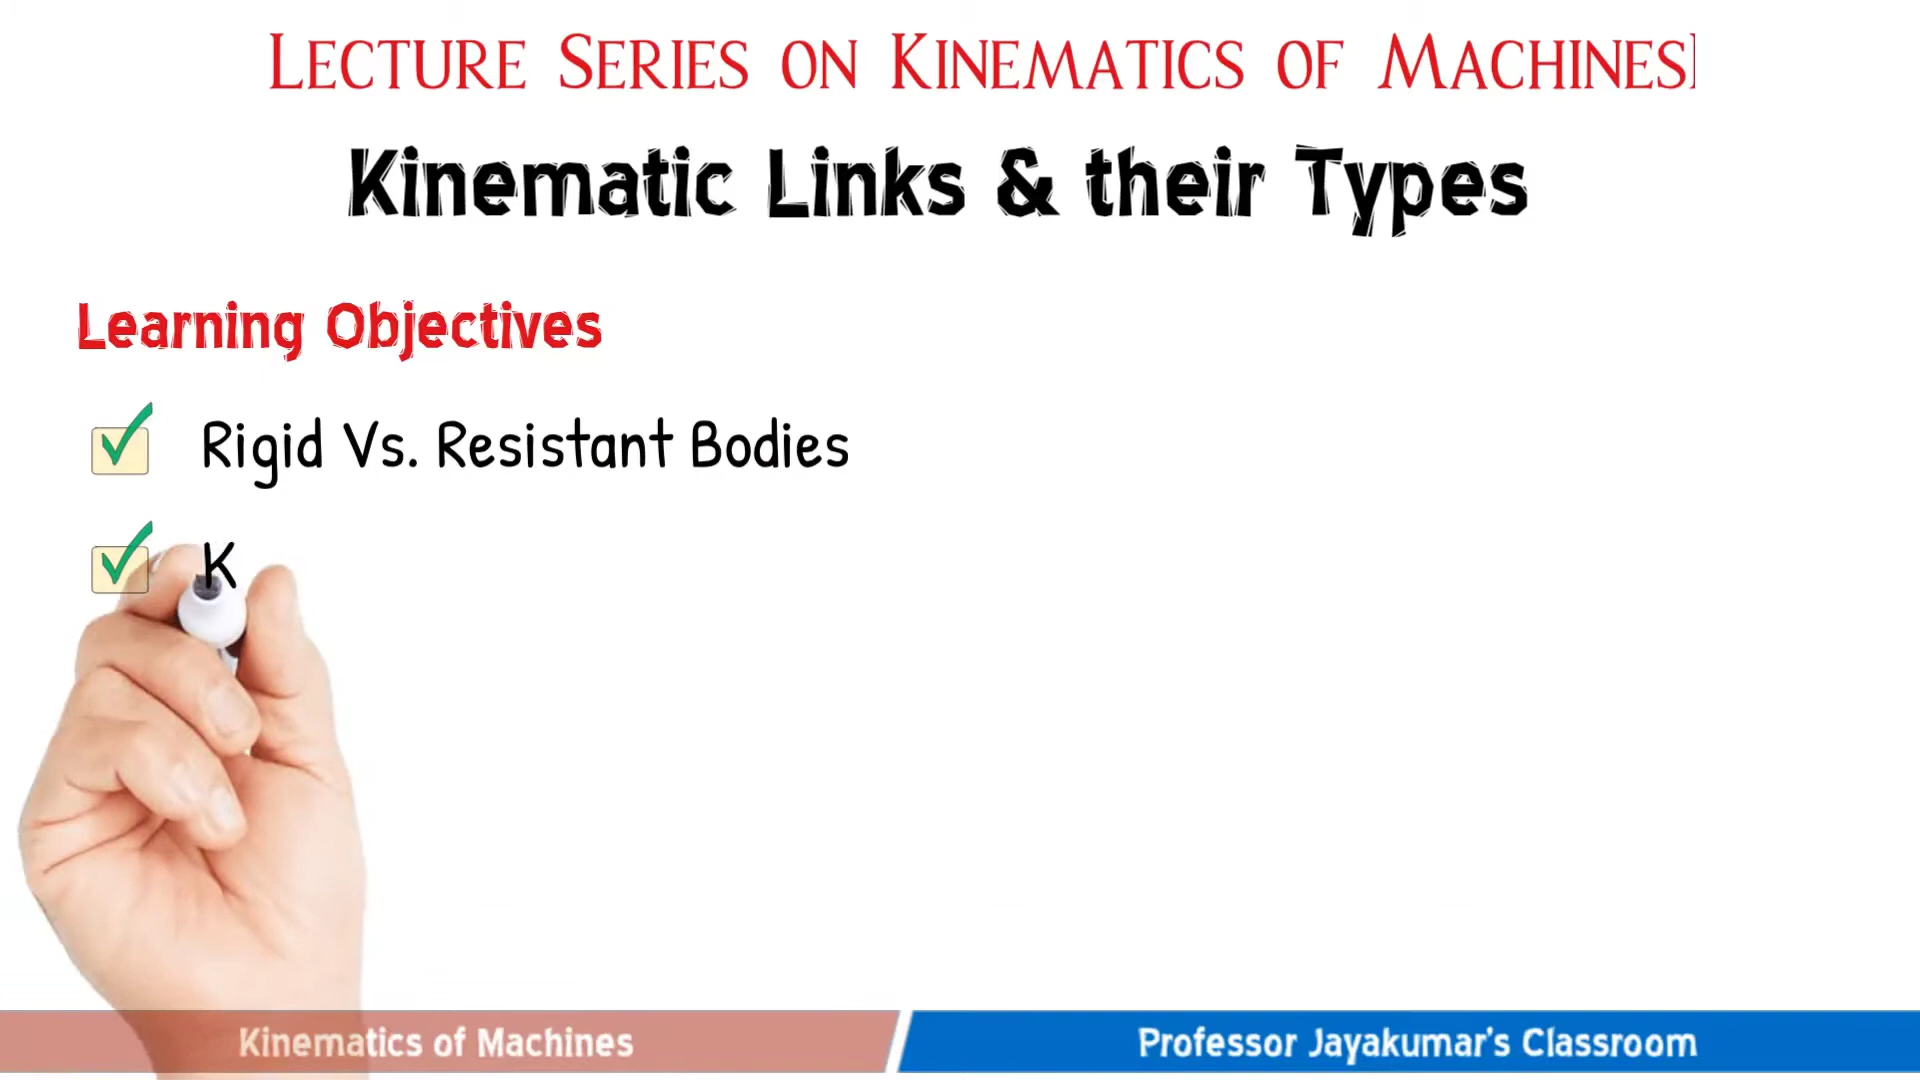 Lecture Series on Kinematics of Machines
Kinematic Links & their Types
Learning Objectives
Rigid Vs. Resistant Bodies
K
Kinematics of Machines
Professor Jayakumar's Classroom